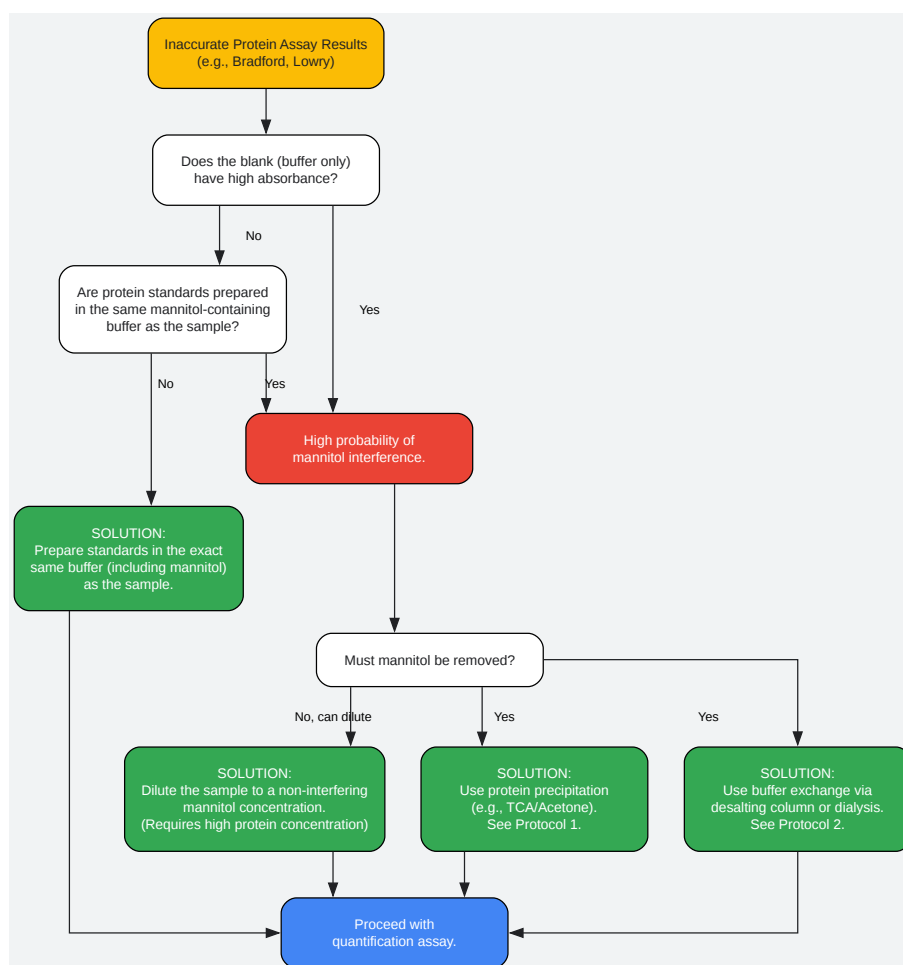 Inaccurate Protein Assay Results
(e.g., Bradford, Lowry)
Does the blank (buffer only)
have high absorbance?
No
Are protein standards prepared
in the same mannitol-containing
buffer as the sample?
Yes
No
Yes
High probability of
mannitol interference.
SOLUTION:
Prepare standards in the exact
same buffer (including mannitol)
as the sample.
Must mannitol be removed?
No, can dilute
Yes
Yes
SOLUTION:
Dilute the sample to a non-interfering
mannitol concentration.
(Requires high protein concentration)
SOLUTION:
Use protein precipitation
(e.g., TCA/Acetone).
See Protocol 1.
SOLUTION:
Use buffer exchange via
desalting column or dialysis.
See Protocol 2.
Proceed with
quantification assay.